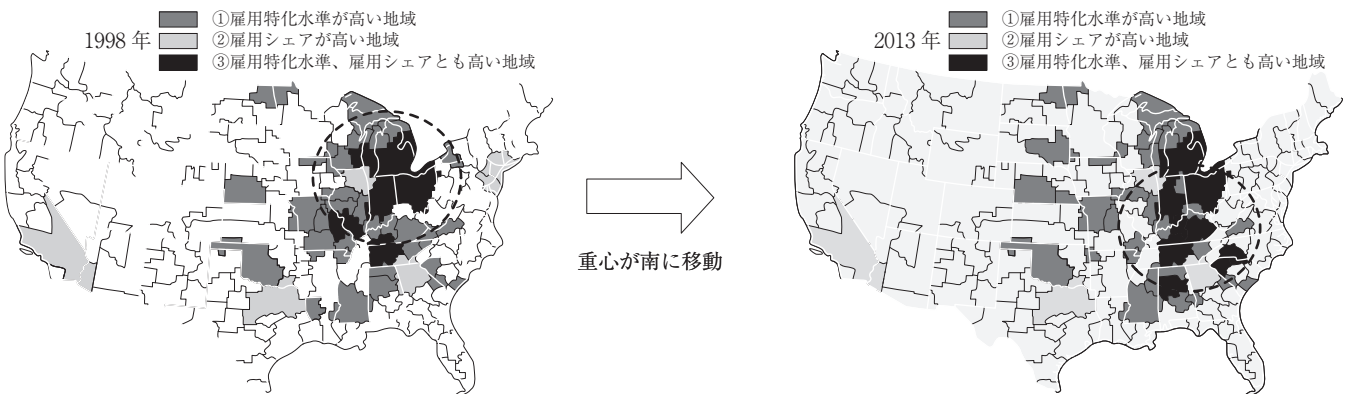 1998 年
①雇用特化水準が高い地域
②雇用シェアが高い地域
③雇用特化水準、雇用シェアとも高い地域
重心が南に移動
2013 年
①雇用特化水準が高い地域
②雇用シェアが高い地域
③雇用特化水準、雇用シェアとも高い地域